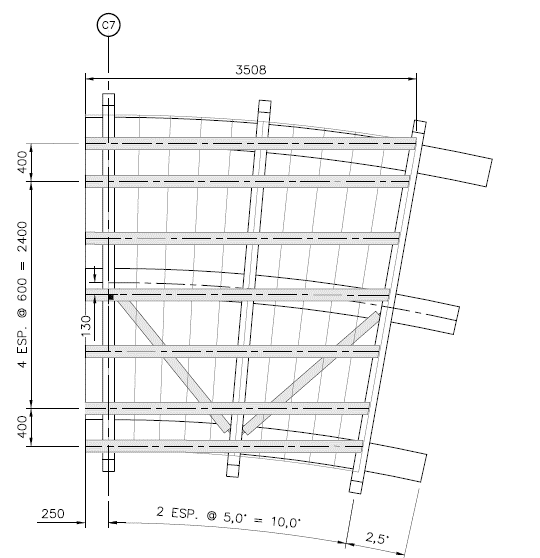 C7
3508
400
4 ESP. @ 600 = 2400
130
400
250
2 ESP. @ 5,0° = 10,0°
2,5°